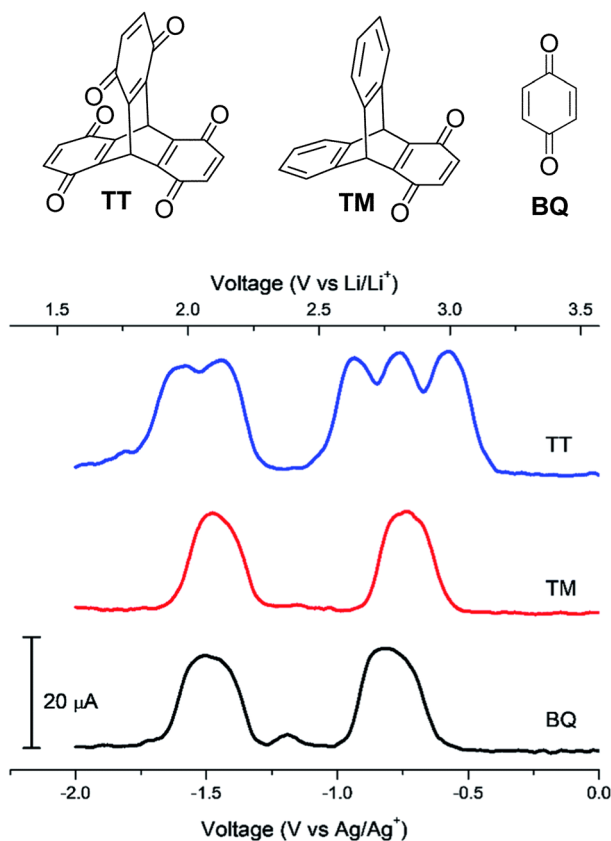 O O
O O
O O
O
O
O
O
TT TM BQ
Voltage (V vs Li/Li⁺)
1.5 2.0 2.5 3.0 3.5
TT
TM
20 μA
BQ
-2.0 -1.5 -1.0 -0.5 0.0
Voltage (V vs Ag/Ag⁺)